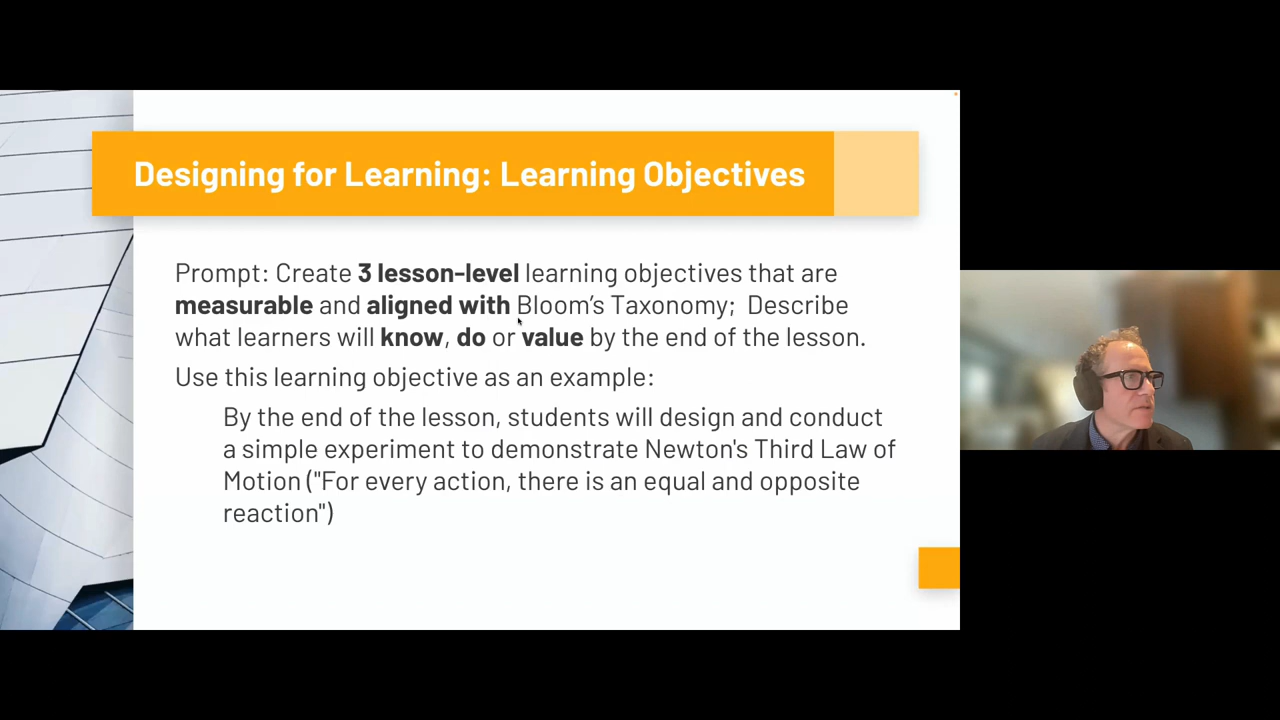 Designing for Learning: Learning Objectives
Prompt: Create 3 lesson-level learning objectives that are
measurable and aligned with Bloom’s Taxonomy;  Describe
what learners will know, do or value by the end of the lesson.
Use this learning objective as an example:
By the end of the lesson, students will design and conduct
a simple experiment to demonstrate Newton's Third Law of
Motion ("For every action, there is an equal and opposite
reaction")